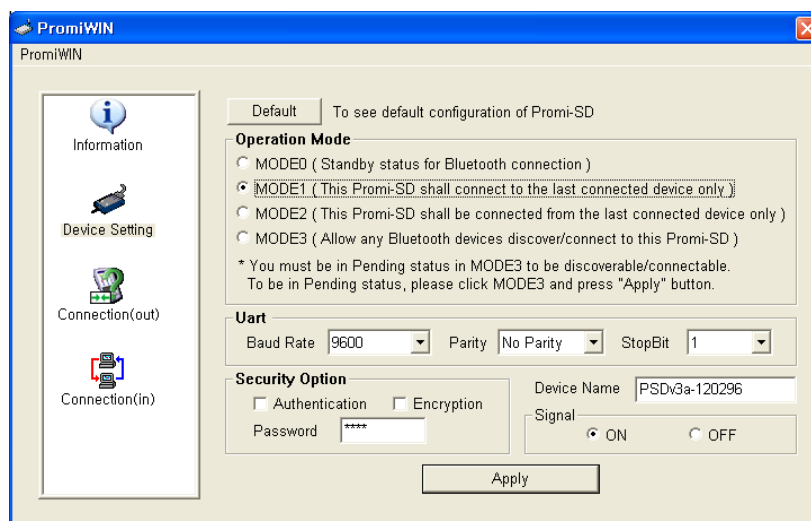 PromiWIN
PromiWIN
Information
Device Setting
Connection(out)
Connection(in)
Default To see default configuration of Promi-SD
Operation Mode
MODE0 ( Standby status for Bluetooth connection )
MODE1 ( This Promi-SD shall connect to the last connected device only )
MODE2 ( This Promi-SD shall be connected from the last connected device only )
MODE3 ( Allow any Bluetooth devices discover/connect to this Promi-SD )
* You must be in Pending status in MODE3 to be discoverable/connectable.
To be in Pending status, please click MODE3 and press "Apply" button.
Uart
Baud Rate 9600 Parity No Parity StopBit 1
Security Option
Authentication Encryption
Password ****
Device Name PSDv3a-120296
Signal
ON OFF
Apply